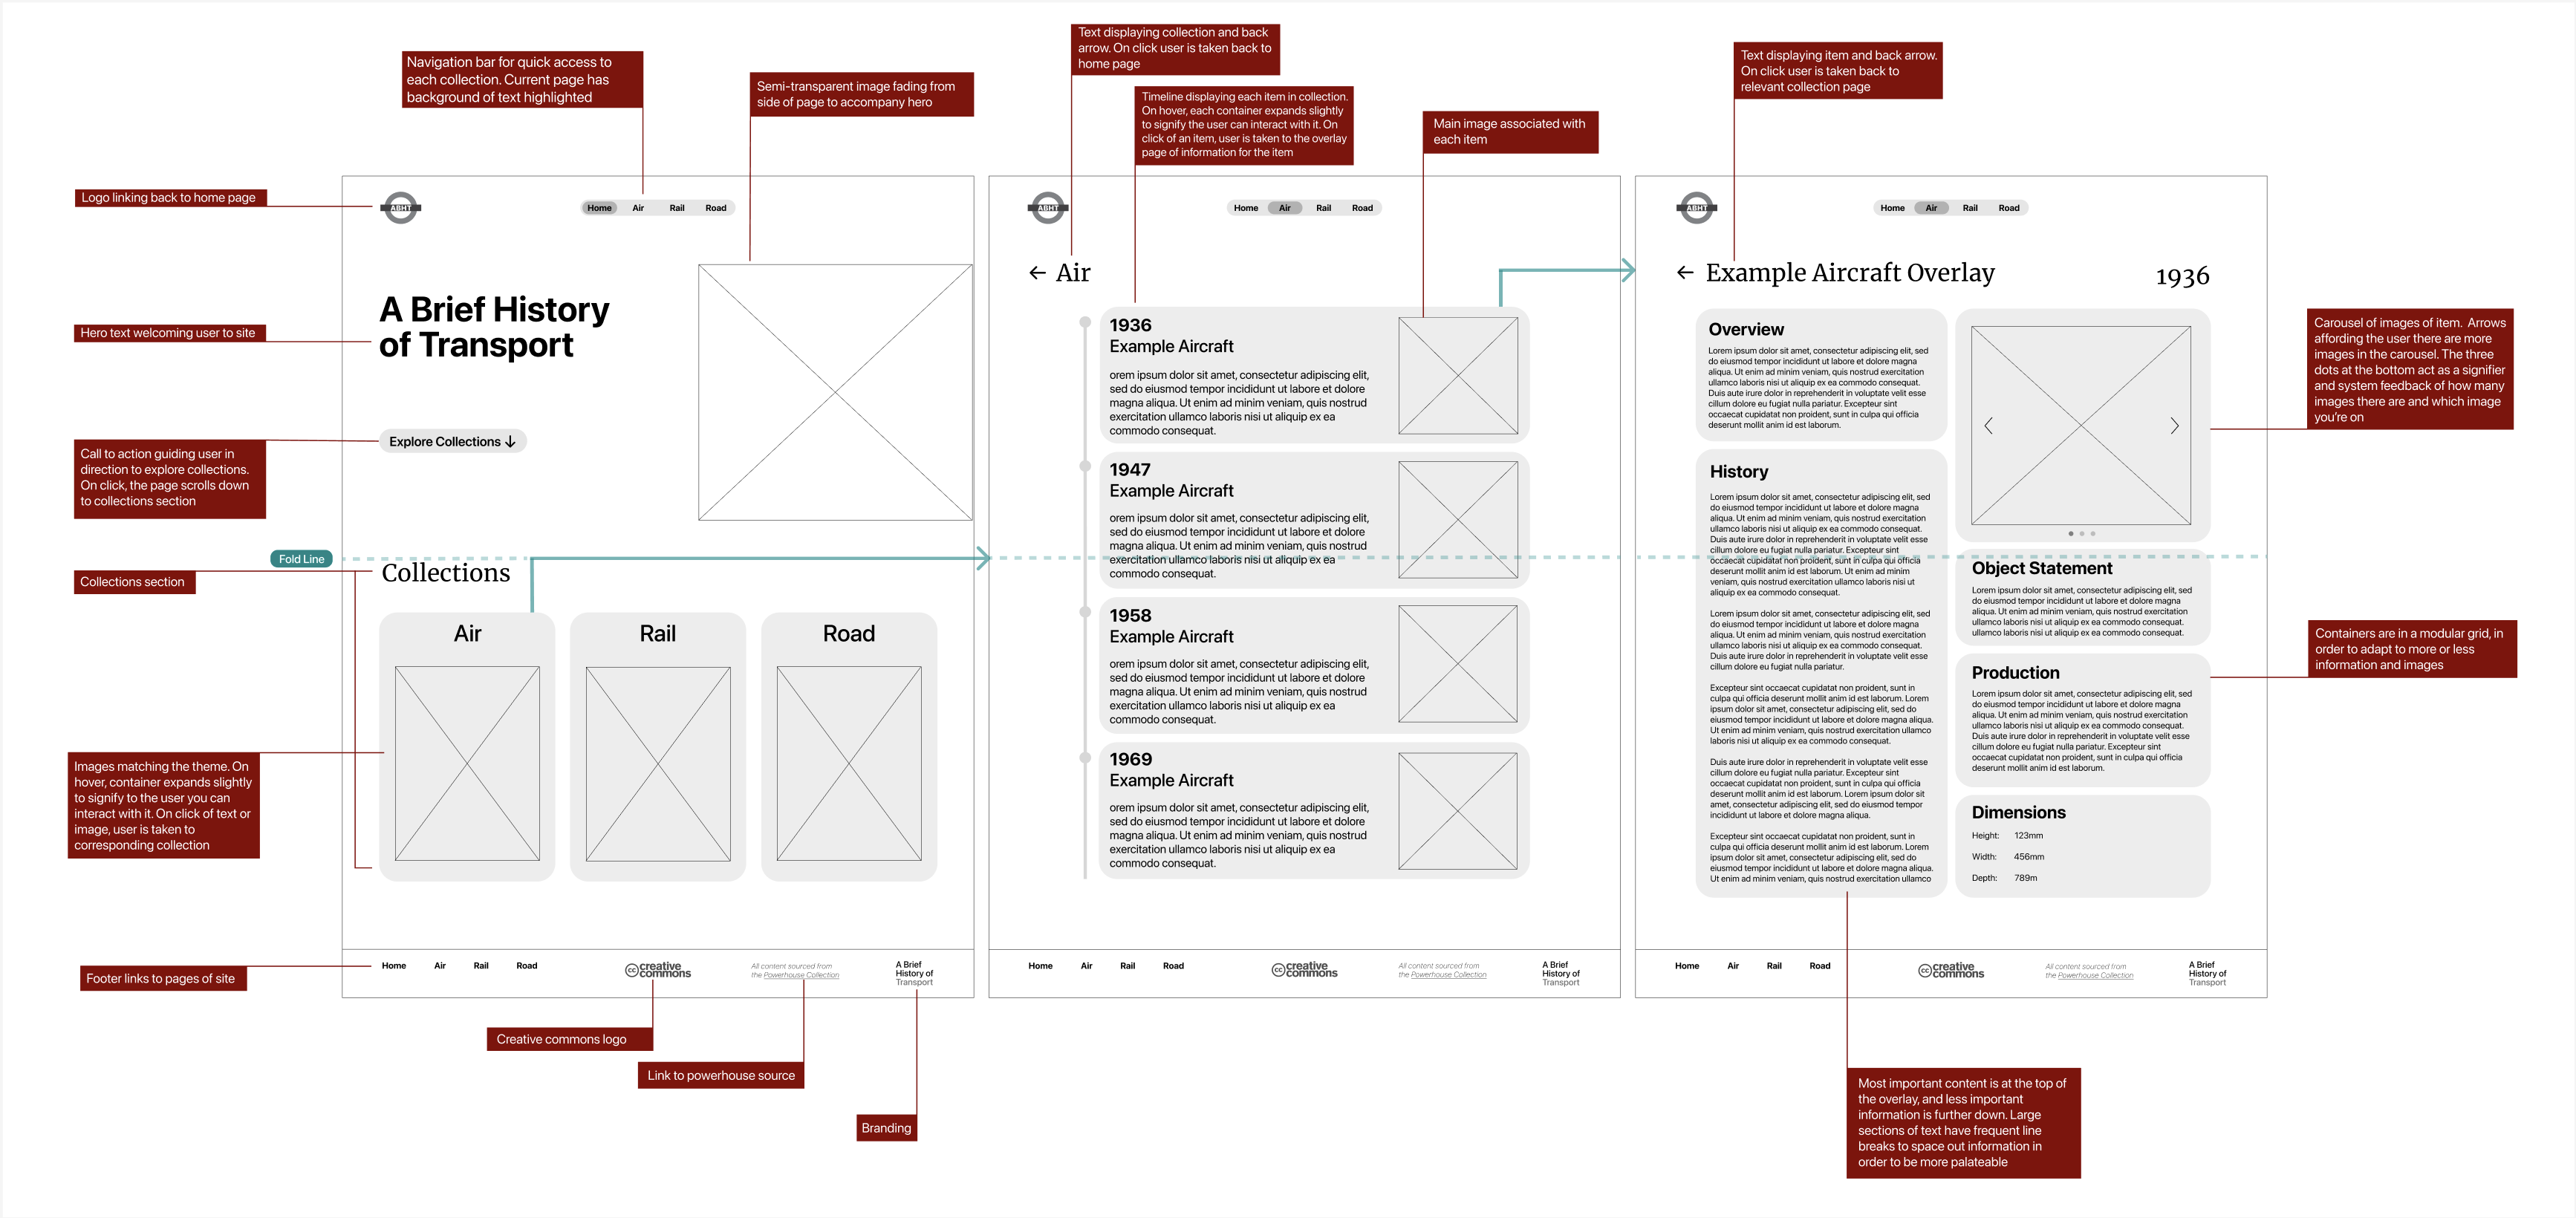 Navigation bar for quick access to
each collection. Current page has
background of text highlighted
Semi-transparent image fading from
side of page to accompany hero
Text displaying collection and back
arrow. On click user is taken back to
home page
Timeline displaying each item in collection.
On hover, each container expands slightly
to signify the user can interact with it. On
click of an item, user is taken to the overlay
page of information for the item
Main image associated with
each item
Text displaying item and back arrow.
On click user is taken back to
relevant collection page
Logo linking back to home page
Hero text welcoming user to site
Call to action guiding user in
direction to explore collections.
On click, the page scrolls down
to collections section
Fold Line
Collections section
Images matching the theme. On
hover, container expands slightly
to signify to the user you can
interact with it. On click of text or
image, user is taken to
corresponding collection
Footer links to pages of site
ABHT
Home Air Rail Road
A Brief History
of Transport
Explore Collections ↓
Collections
Air Rail Road
Home Air Rail Road
cc creative
commons
All content sourced from
the Powerhouse Collection
A Brief
History of
Transport
Creative commons logo
Link to powerhouse source
Branding
ABHT
Home Air Rail Road
← Air
1936
Example Aircraft
orem ipsum dolor sit amet, consectetur adipiscing elit,
sed do eiusmod tempor incididunt ut labore et dolore
magna aliqua. Ut enim ad minim veniam, quis nostrud
exercitation ullamco laboris nisi ut aliquip ex ea
commodo consequat.
1947
Example Aircraft
orem ipsum dolor sit amet, consectetur adipiscing elit,
sed do eiusmod tempor incididunt ut labore et dolore
magna aliqua. Ut enim ad minim veniam, quis nostrud
exercitation ullamco laboris nisi ut aliquip ex ea
commodo consequat.
1958
Example Aircraft
orem ipsum dolor sit amet, consectetur adipiscing elit,
sed do eiusmod tempor incididunt ut labore et dolore
magna aliqua. Ut enim ad minim veniam, quis nostrud
exercitation ullamco laboris nisi ut aliquip ex ea
commodo consequat.
1969
Example Aircraft
orem ipsum dolor sit amet, consectetur adipiscing elit,
sed do eiusmod tempor incididunt ut labore et dolore
magna aliqua. Ut enim ad minim veniam, quis nostrud
exercitation ullamco laboris nisi ut aliquip ex ea
commodo consequat.
Home Air Rail Road
cc creative
commons
All content sourced from
the Powerhouse Collection
A Brief
History of
Transport
ABHT
Home Air Rail Road
← Example Aircraft Overlay 1936
Overview
Lorem ipsum dolor sit amet, consectetur adipiscing elit, sed
do eiusmod tempor incididunt ut labore et dolore magna
aliqua. Ut enim ad minim veniam, quis nostrud exercitation
ullamco laboris nisi ut aliquip ex ea commodo consequat.
Duis aute irure dolor in reprehenderit in voluptate velit esse
cillum dolore eu fugiat nulla pariatur. Excepteur sint
occaecat cupidatat non proident, sunt in culpa qui officia
deserunt mollit anim id est laborum.
History
Lorem ipsum dolor sit amet, consectetur adipiscing elit, sed
do eiusmod tempor incididunt ut labore et dolore magna
aliqua. Ut enim ad minim veniam, quis nostrud exercitation
ullamco laboris nisi ut aliquip ex ea commodo consequat.
Duis aute irure dolor in reprehenderit in voluptate velit esse
cillum dolore eu fugiat nulla pariatur. Excepteur sint
occaecat cupidatat non proident, sunt in culpa qui officia
deserunt mollit anim id est laborum. Ut enim ad minim
veniam, quis nostrud exercitation ullamco laboris nisi ut
aliquip ex ea commodo consequat.
Lorem ipsum dolor sit amet, consectetur adipiscing elit, sed
do eiusmod tempor incididunt ut labore et dolore magna
aliqua. Ut enim ad minim veniam, quis nostrud exercitation
ullamco laboris nisi ut aliquip ex ea commodo consequat.
Duis aute irure dolor in reprehenderit in voluptate velit esse
cillum dolore eu fugiat nulla pariatur.
Excepteur sint occaecat cupidatat non proident, sunt in
culpa qui officia deserunt mollit anim id est laborum. Lorem
ipsum dolor sit amet, consectetur adipiscing elit, sed do
eiusmod tempor incididunt ut labore et dolore magna aliqua.
Ut enim ad minim veniam, quis nostrud exercitation ullamco
laboris nisi ut aliquip ex ea commodo consequat.
Duis aute irure dolor in reprehenderit in voluptate velit esse
cillum dolore eu fugiat nulla pariatur. Excepteur sint
occaecat cupidatat non proident, sunt in culpa qui officia
deserunt mollit anim id est laborum. Lorem ipsum dolor sit
amet, consectetur adipiscing elit, sed do eiusmod tempor
incididunt ut labore et dolore magna aliqua.
Excepteur sint occaecat cupidatat non proident, sunt in
culpa qui officia deserunt mollit anim id est laborum. Lorem
ipsum dolor sit amet, consectetur adipiscing elit, sed do
eiusmod tempor incididunt ut labore et dolore magna aliqua.
Ut enim ad minim veniam, quis nostrud exercitation ullamco
Object Statement
Lorem ipsum dolor sit amet, consectetur adipiscing elit, sed
do eiusmod tempor incididunt ut labore et dolore magna
aliqua. Ut enim ad minim veniam, quis nostrud exercitation
ullamco laboris nisi ut aliquip ex ea commodo consequat.
ullamco laboris nisi ut aliquip ex ea commodo consequat.
Production
Lorem ipsum dolor sit amet, consectetur adipiscing elit, sed
do eiusmod tempor incididunt ut labore et dolore magna
aliqua. Ut enim ad minim veniam, quis nostrud exercitation
ullamco laboris nisi ut aliquip ex ea commodo consequat.
Duis aute irure dolor in reprehenderit in voluptate velit esse
cillum dolore eu fugiat nulla pariatur. Excepteur sint
occaecat cupidatat non proident, sunt in culpa qui officia
deserunt mollit anim id est laborum.
Dimensions
Height: 123mm
Width: 456mm
Depth: 789m
Home Air Rail Road
cc creative
commons
All content sourced from
the Powerhouse Collection
A Brief
History of
Transport
Carousel of images of item. Arrows
affording the user there are more
images in the carousel. The three
dots at the bottom act as a signifier
and system feedback of how many
images there are and which image
you're on
Containers are in a modular grid, in
order to adapt to more or less
information and images
Most important content is at the top of
the overlay, and less important
information is further down. Large
sections of text have frequent line
breaks to space out information in
order to be more palateable